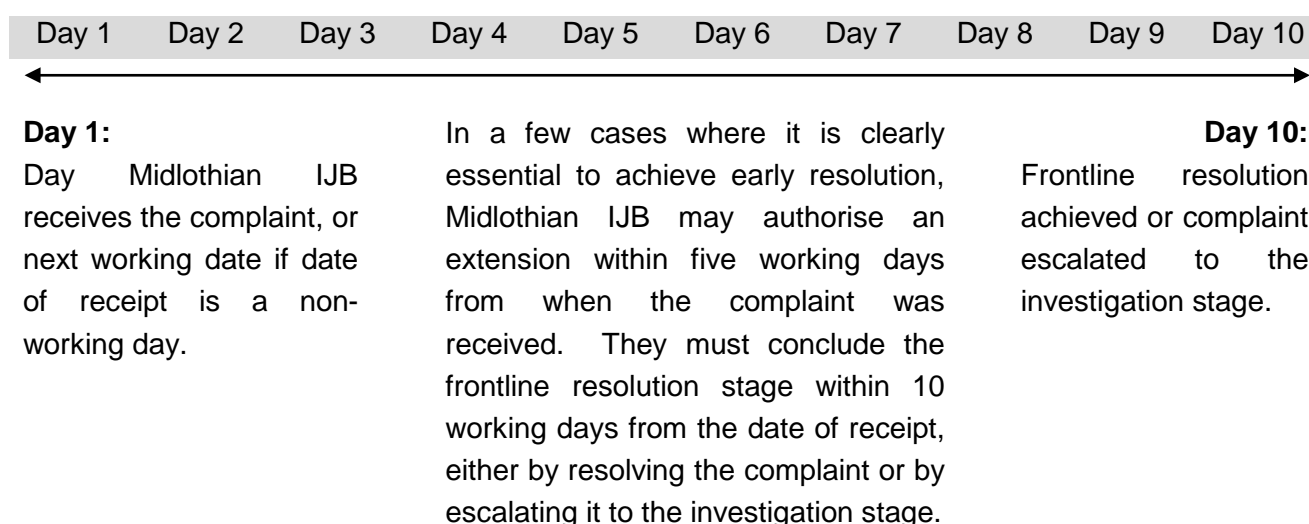 Day 1 Day 2 Day 3 Day 4 Day 5 Day 6 Day 7 Day 8 Day 9 Day 10
Day 1:
Day Midlothian IJB
receives the complaint, or
next working date if date
of receipt is a non-
working day.
In a few cases where it is clearly
essential to achieve early resolution,
Midlothian IJB may authorise an
extension within five working days
from when the complaint was
received. They must conclude the
frontline resolution stage within 10
working days from the date of receipt,
either by resolving the complaint or by
escalating it to the investigation stage.
Day 10:
Frontline resolution
achieved or complaint
escalated to the
investigation stage.